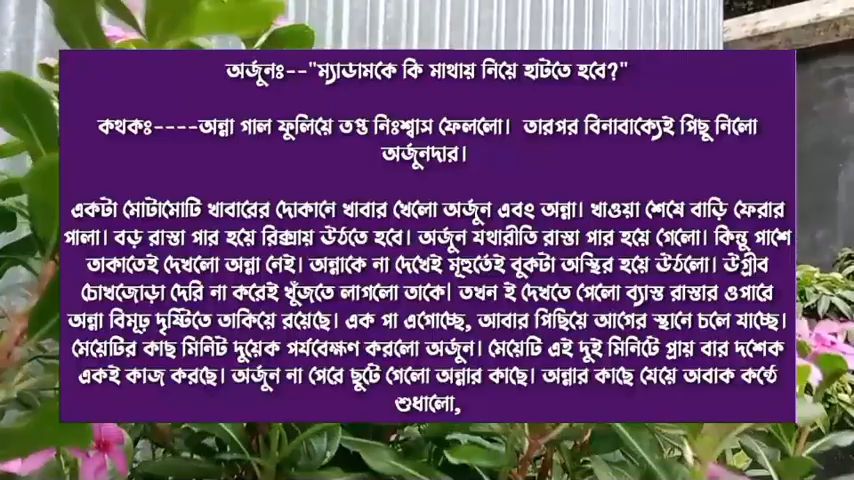 অর্জুনঃ--"ম্যাডামকে কি মাথায় নিয়ে হাটতে হবে?"
কথকঃ----অন্না গাল ফুলিয়ে তপ্ত নিঃশ্বাস ফেললো। তারপর বিনাবাক্যেই পিছু নিলো
অর্জুনদার।
একটা মোটামোটি খাবারের দোকানে খাবার খেলো অর্জুন এবং অন্না। খাওয়া শেষে বাড়ি ফেরার
পালা। বড় রাস্তা পার হয়ে রিক্সায় উঠতে হবে। অর্জুন যথারীতি রাস্তা পার হয়ে গেলো। কিন্তু পাশে
তাকাতেই দেখলো অন্না নেই। অন্নাকে না দেখেই মূহুর্তেই বুকটা অস্থির হয়ে উঠলো। উগ্রীব
চোখজোড়া দেরি না করেই খুঁজতে লাগলো তাকে। তখন ই দেখতে পেলো ব্যাস্ত রাস্তার ওপারে
অন্না বিমূঢ় দৃষ্টিতে তাকিয়ে রয়েছে। এক পা এগোচ্ছে, আবার পিছিয়ে আগের স্থানে চলে যাচ্ছে।
মেয়েটির কাছ মিনিট দুয়েক পর্যবেক্ষণ করলো অর্জুন। মেয়েটি এই দুই মিনিটে প্রায় বার দশেক
একই কাজ করছে। অর্জুন না পেরে ছুটে গেলো অন্নার কাছে। অন্নার কাছে যেয়ে অবাক কন্ঠে
শুধালো,